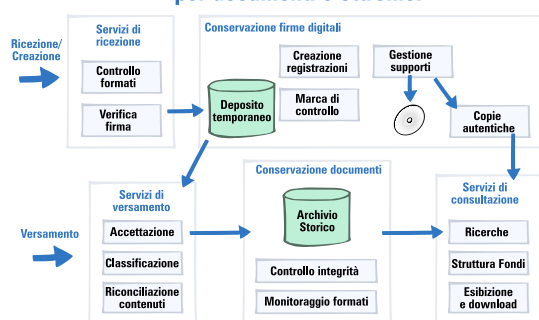 Servizi di
ricezione
Conservazione firme digitali
Ricezione/
Creazione
Controllo
formati
Verifica
firma
Deposito
temporaneo
Creazione
registrazioni
Marca di
controllo
Gestione
supporti
Copie
autentiche
Servizi di
versamento
Versamento
Accettazione
Classificazione
Riconciliazione
contenuti
Conservazione documenti
Archivio
Storico
Controllo integrità
Monitoraggio formati
Servizi di
consultazione
Ricerche
Struttura Fondi
Esibizione
e download